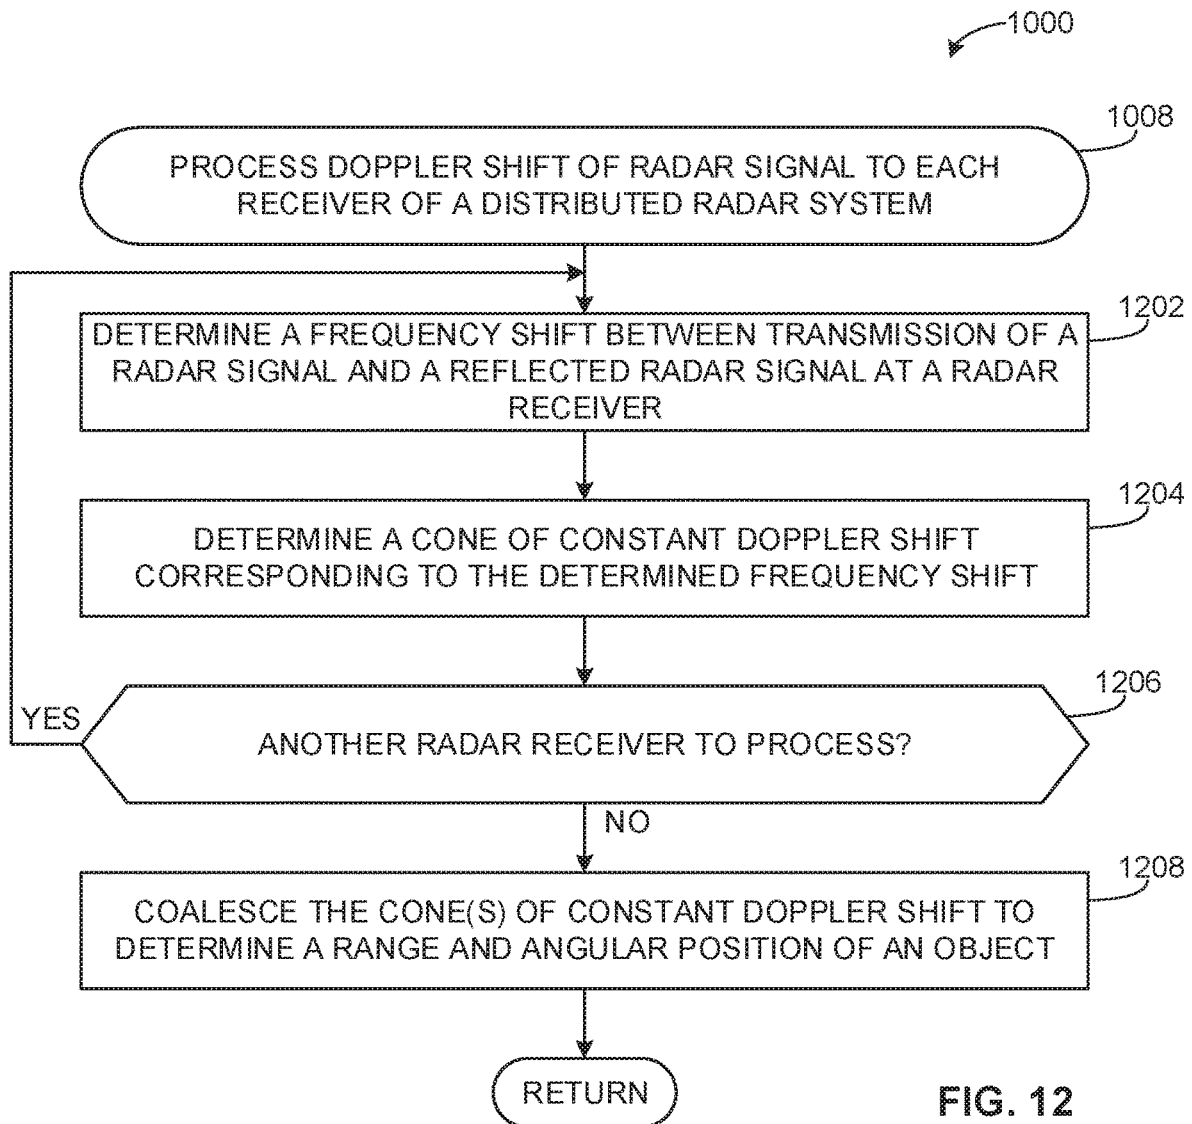 1000
1008
PROCESS DOPPLER SHIFT OF RADAR SIGNAL TO EACH
RECEIVER OF A DISTRIBUTED RADAR SYSTEM
1202
DETERMINE A FREQUENCY SHIFT BETWEEN TRANSMISSION OF A
RADAR SIGNAL AND A REFLECTED RADAR SIGNAL AT A RADAR
RECEIVER
1204
DETERMINE A CONE OF CONSTANT DOPPLER SHIFT
CORRESPONDING TO THE DETERMINED FREQUENCY SHIFT
1206
YES
ANOTHER RADAR RECEIVER TO PROCESS?
NO
1208
COALESCE THE CONE(S) OF CONSTANT DOPPLER SHIFT TO
DETERMINE A RANGE AND ANGULAR POSITION OF AN OBJECT
RETURN
FIG. 12